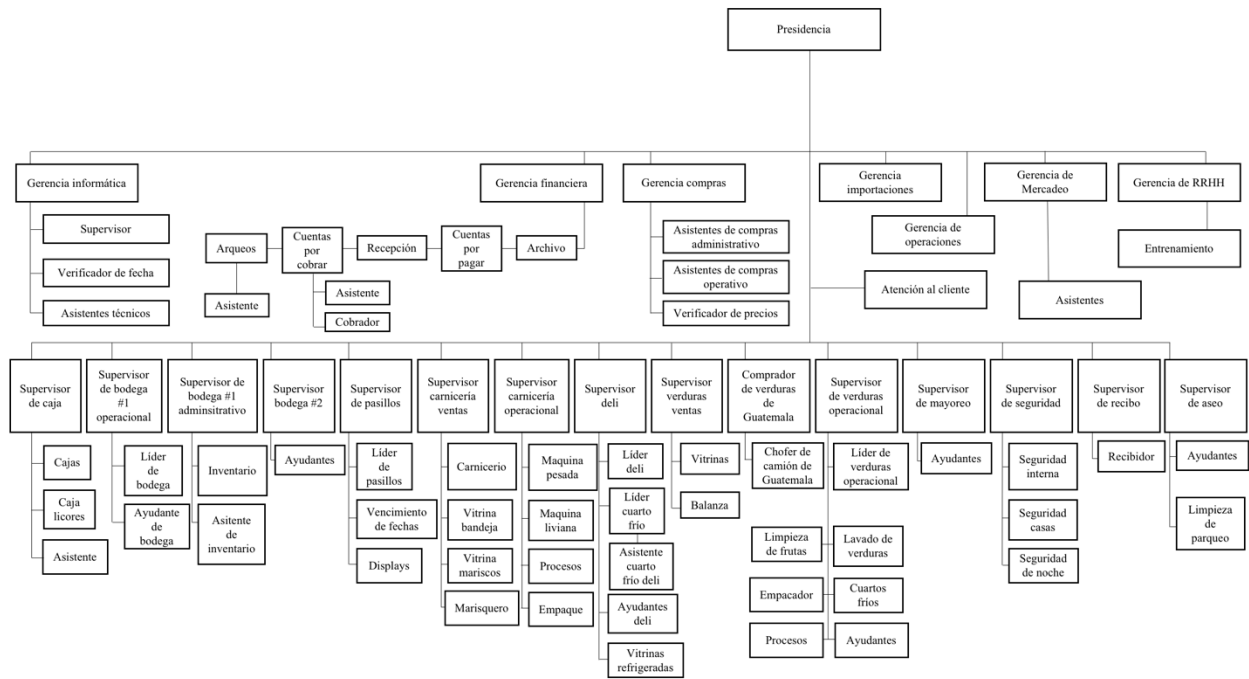 Presidencia
Gerencia informática
Gerencia financiera
Gerencia compras
Gerencia
importaciones
Gerencia de
Mercadeo
Gerencia de RRHH
Supervisor
Verificador de fecha
Asistentes técnicos
Arqueos
Cuentas
por
cobrar
Recepción
Cuentas
por
pagar
Archivo
Asistente
Asistente
Cobrador
Asistentes de compras
administrativo
Asistentes de compras
operativo
Verificador de precios
Gerencia de
operaciones
Atención al cliente
Asistentes
Entrenamiento
Supervisor
de caja
Supervisor
de bodega
#1
operacional
Supervisor de
bodega #1
adminsitrativo
Supervisor
bodega #2
Supervisor
de pasillos
Supervisor
carnicería
ventas
Supervisor
carnicería
operacional
Supervisor
deli
Supervisor
verduras
ventas
Comprador
de verduras
de
Guatemala
Supervisor
de verduras
operacional
Supervisor
de mayoreo
Supervisor
de seguridad
Supervisor
de recibo
Supervisor
de aseo
Cajas
Caja
licores
Asistente
Líder
de
bodega
Ayudante
de
bodega
Inventario
Asitente
de
inventario
Ayudantes
Líder
de
pasillos
Vencimiento
de fechas
Displays
Carnicerio
Vitrina
bandeja
Vitrina
mariscos
Marisquero
Maquina
pesada
Maquina
liviana
Procesos
Empaque
Líder
deli
Líder
cuarto
frío
Asistente
cuarto
frío deli
Ayudantes
deli
Vitrinas
refrigeradas
Vitrinas
Balanza
Chofer de
camión de
Guatemala
Líder de
verduras
operacional
Limpieza
de frutas
Lavado de
verduras
Empacador
Cuartos
fríos
Procesos
Ayudantes
Ayudantes
Seguridad
interna
Seguridad
casas
Seguridad
de noche
Recibidor
Ayudantes
Limpieza
de
parqueo